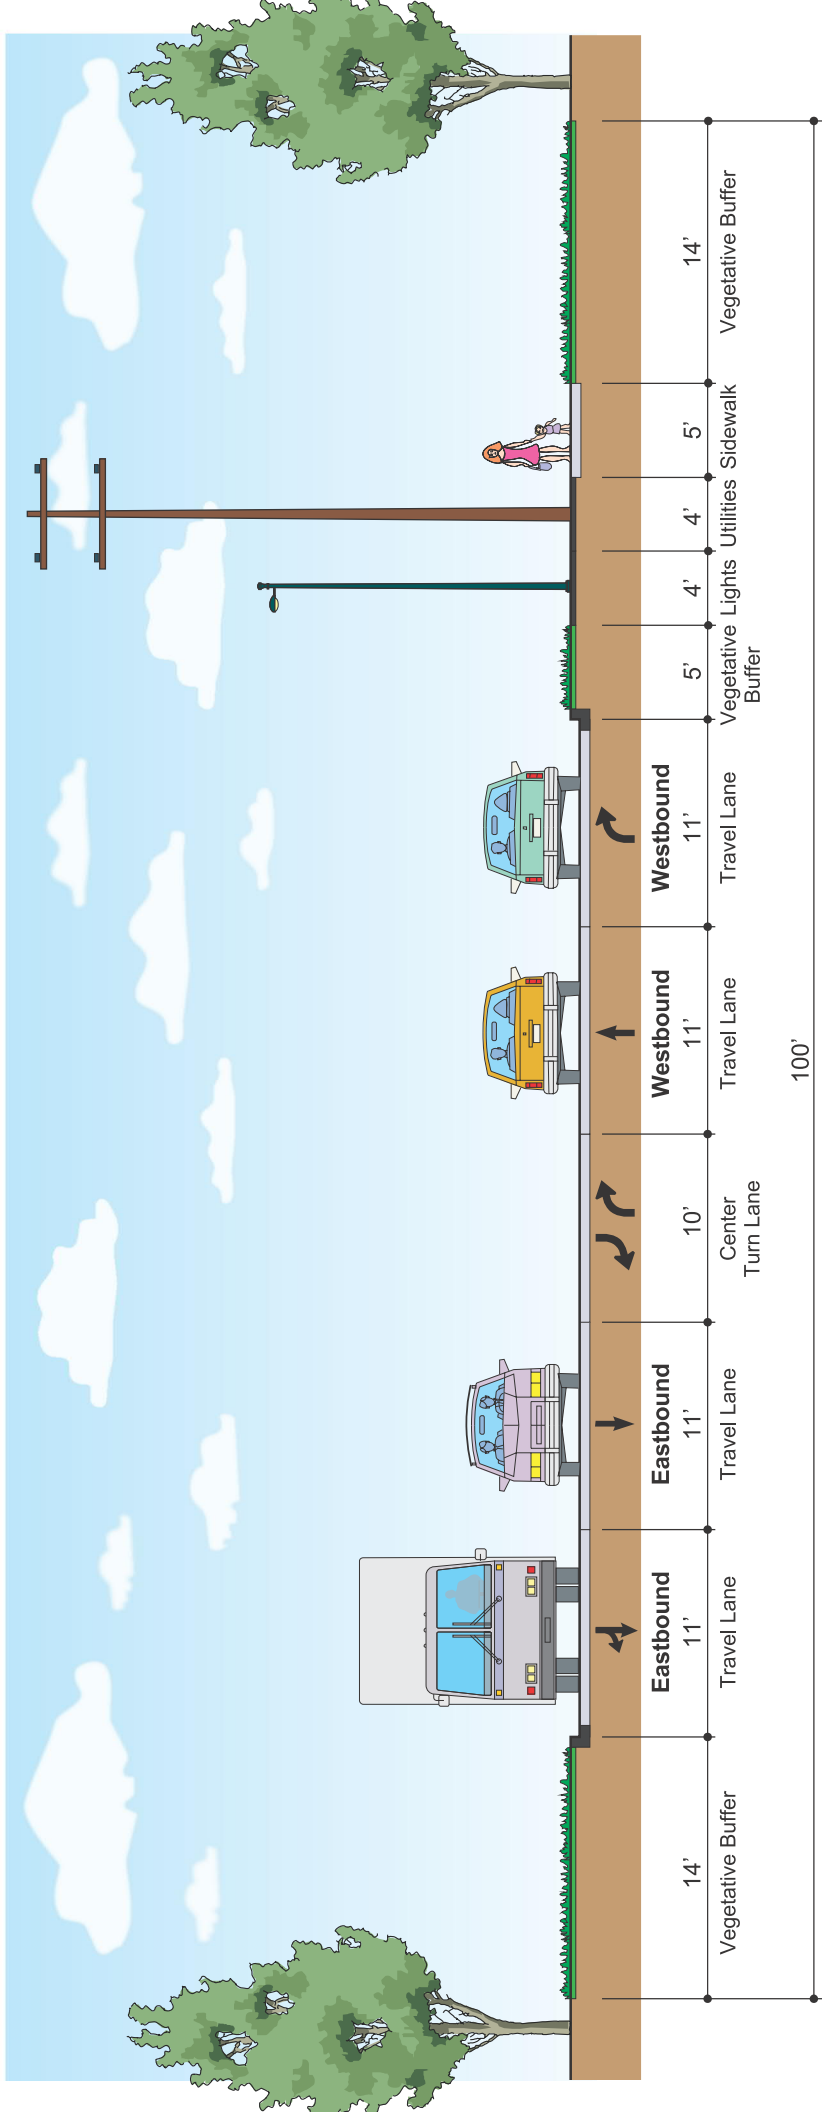 Eastbound
Eastbound
Westbound
Westbound
14'
11'
11'
10'
11'
11'
5'
4'
4'
5'
14'
Vegetative Buffer
Travel Lane
Travel Lane
Center
Turn Lane
Travel Lane
Travel Lane
Vegetative
Buffer
Lights
Utilities
Sidewalk
Vegetative Buffer
100'